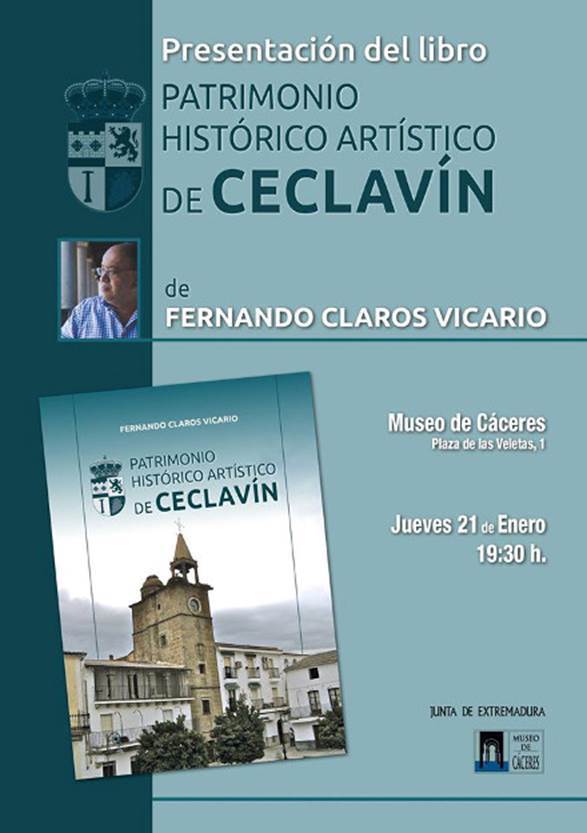 Presentación del libro
PATRIMONIO
HISTÓRICO ARTÍSTICO
DE CECLAVÍN
de
FERNANDO CLAROS VICARIO
FERNANDO CLAROS VICARIO
PATRIMONIO
HISTÓRICO ARTÍSTICO
DE CECLAVÍN
Museo de Cáceres
Plaza de las Veletas, 1
Jueves 21 de Enero
19:30 h.
JUNTA DE EXTREMADURA
MUSEO
DE
CÁCERES